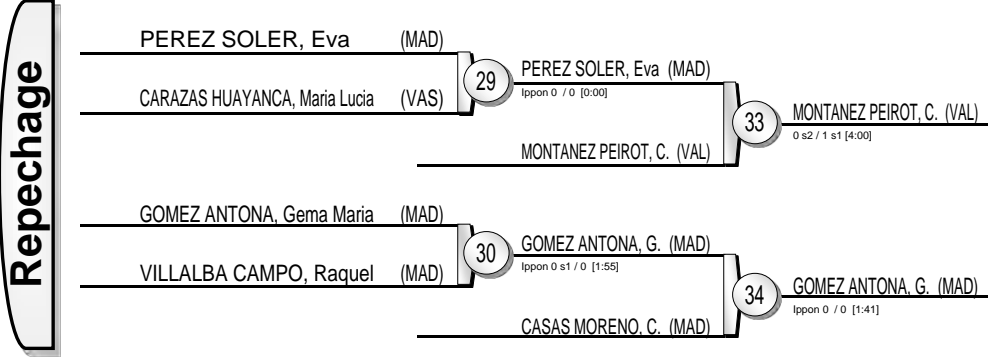 Repechage
PEREZ SOLER, Eva (MAD)
CARAZAS HUAYANCA, Maria Lucia (VAS)
29
PEREZ SOLER, Eva (MAD)
Ippon 0 / 0 [0:00]
MONTANEZ PEIROT, C. (VAL)
33
MONTANEZ PEIROT, C. (VAL)
0 s2 / 1 s1 [4:00]
GOMEZ ANTONA, Gema Maria (MAD)
VILLALBA CAMPO, Raquel (MAD)
30
GOMEZ ANTONA, G. (MAD)
Ippon 0 s1 / 0 [1:55]
CASAS MORENO, C. (MAD)
34
GOMEZ ANTONA, G. (MAD)
Ippon 0 / 0 [1:41]